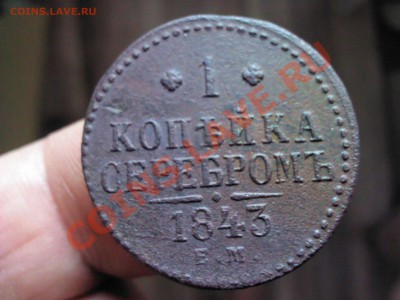 COINS.LAVE.RU
1
КОПѢЙКА
СЕРЕБРОМЪ
1843
Е.М.
COINS.LAVE.RU